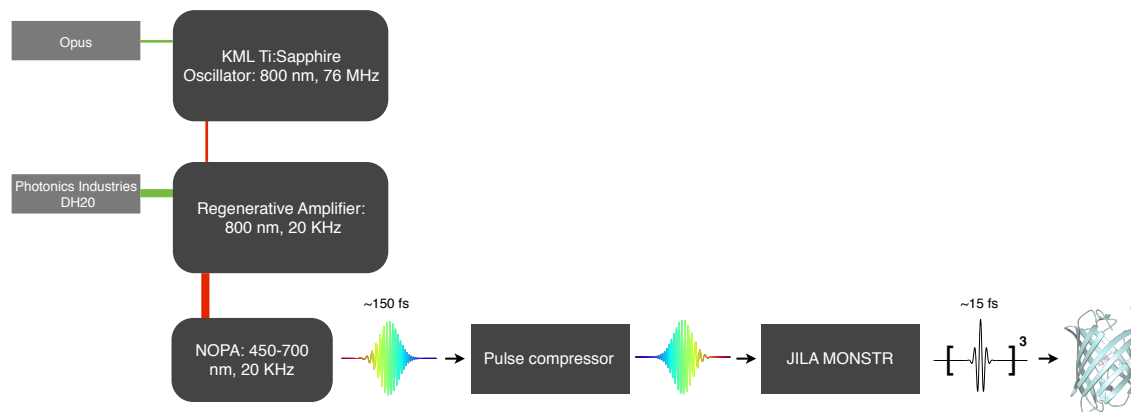 Opus
KML Ti:Sapphire
Oscillator: 800 nm, 76 MHz
Photonics Industries
DH20
Regenerative Amplifier:
800 nm, 20 KHz
NOPA: 450-700
nm, 20 KHz
~150 fs
Pulse compressor
JILA MONSTR
~15 fs
[ ]3